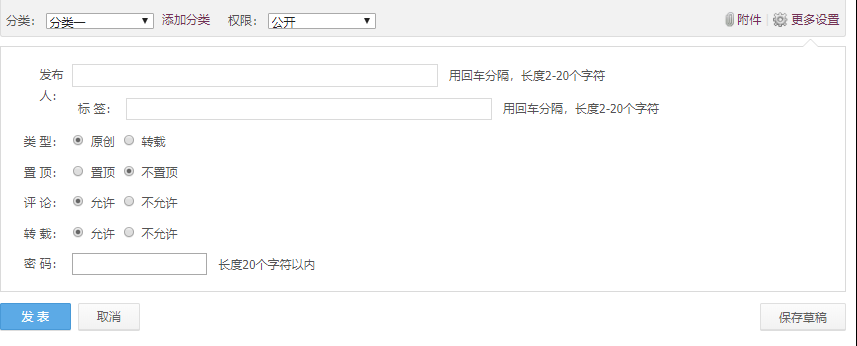 分类： 分类一 添加分类 权限： 公开 附件 更多设置
发布人： 用回车分隔，长度2-20个字符
标 签： 用回车分隔，长度2-20个字符
类 型： 原创 转载
置 顶： 置顶 不置顶
评 论： 允许 不允许
转 载： 允许 不允许
密 码： 长度20个字符以内
发 表 取消 保存草稿